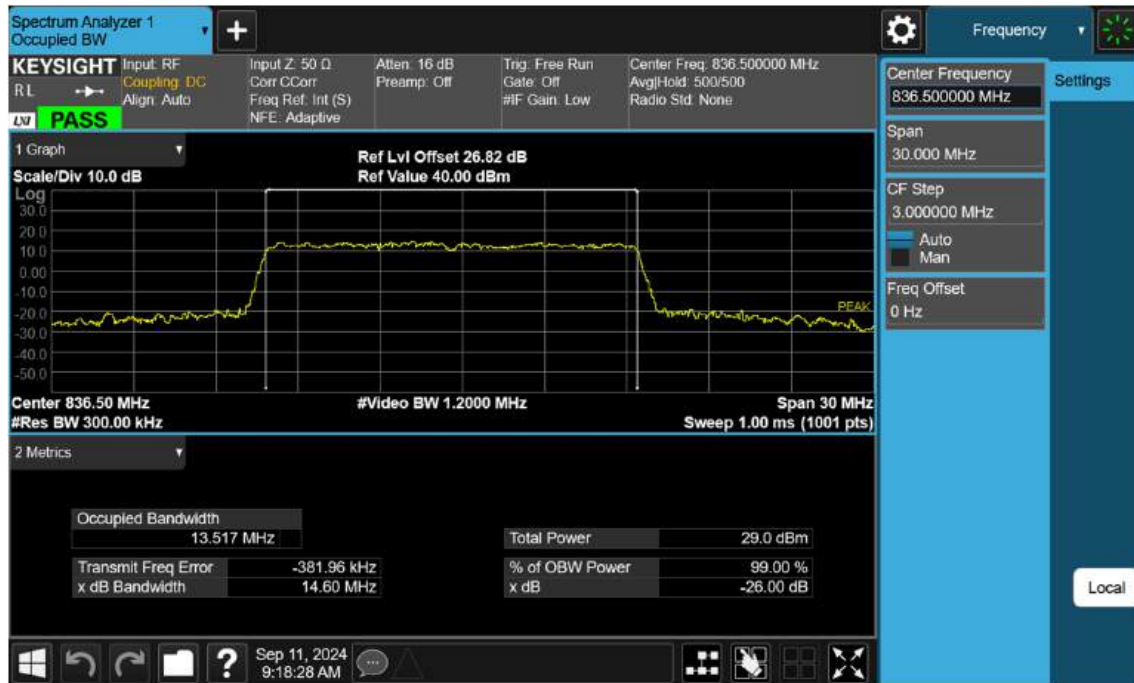 Spectrum Analyzer 1
Occupied BW
+
Frequency
KEYSIGHT
RL
LXI
PASS
Input: RF
Coupling: DC
Align: Auto
Input Z: 50 Ω
Corr CCorr
Freq Ref: Int (S)
NFE: Adaptive
Atten: 16 dB
Preamp: Off
Trig: Free Run
Gate: Off
#IF Gain: Low
Center Freq: 836.500000 MHz
Avg|Hold: 500/500
Radio Std: None
Center Frequency
836.500000 MHz
Settings
Span
30.000 MHz
CF Step
3.000000 MHz
Auto
Man
Freq Offset
0 Hz
Local
1 Graph
Scale/Div 10.0 dB
Ref Lvl Offset 26.82 dB
Ref Value 40.00 dBm
Log
30.0
20.0
10.0
0.00
-10.0
-20.0
-30.0
-40.0
-50.0
PEAK
Center 836.50 MHz
#Video BW 1.2000 MHz
Span 30 MHz
#Res BW 300.00 kHz
Sweep 1.00 ms (1001 pts)
2 Metrics
Occupied Bandwidth
13.517 MHz
Total Power 29.0 dBm
Transmit Freq Error -381.96 kHz
% of OBW Power 99.00 %
x dB Bandwidth 14.60 MHz
x dB -26.00 dB
?
Sep 11, 2024
9:18:28 AM